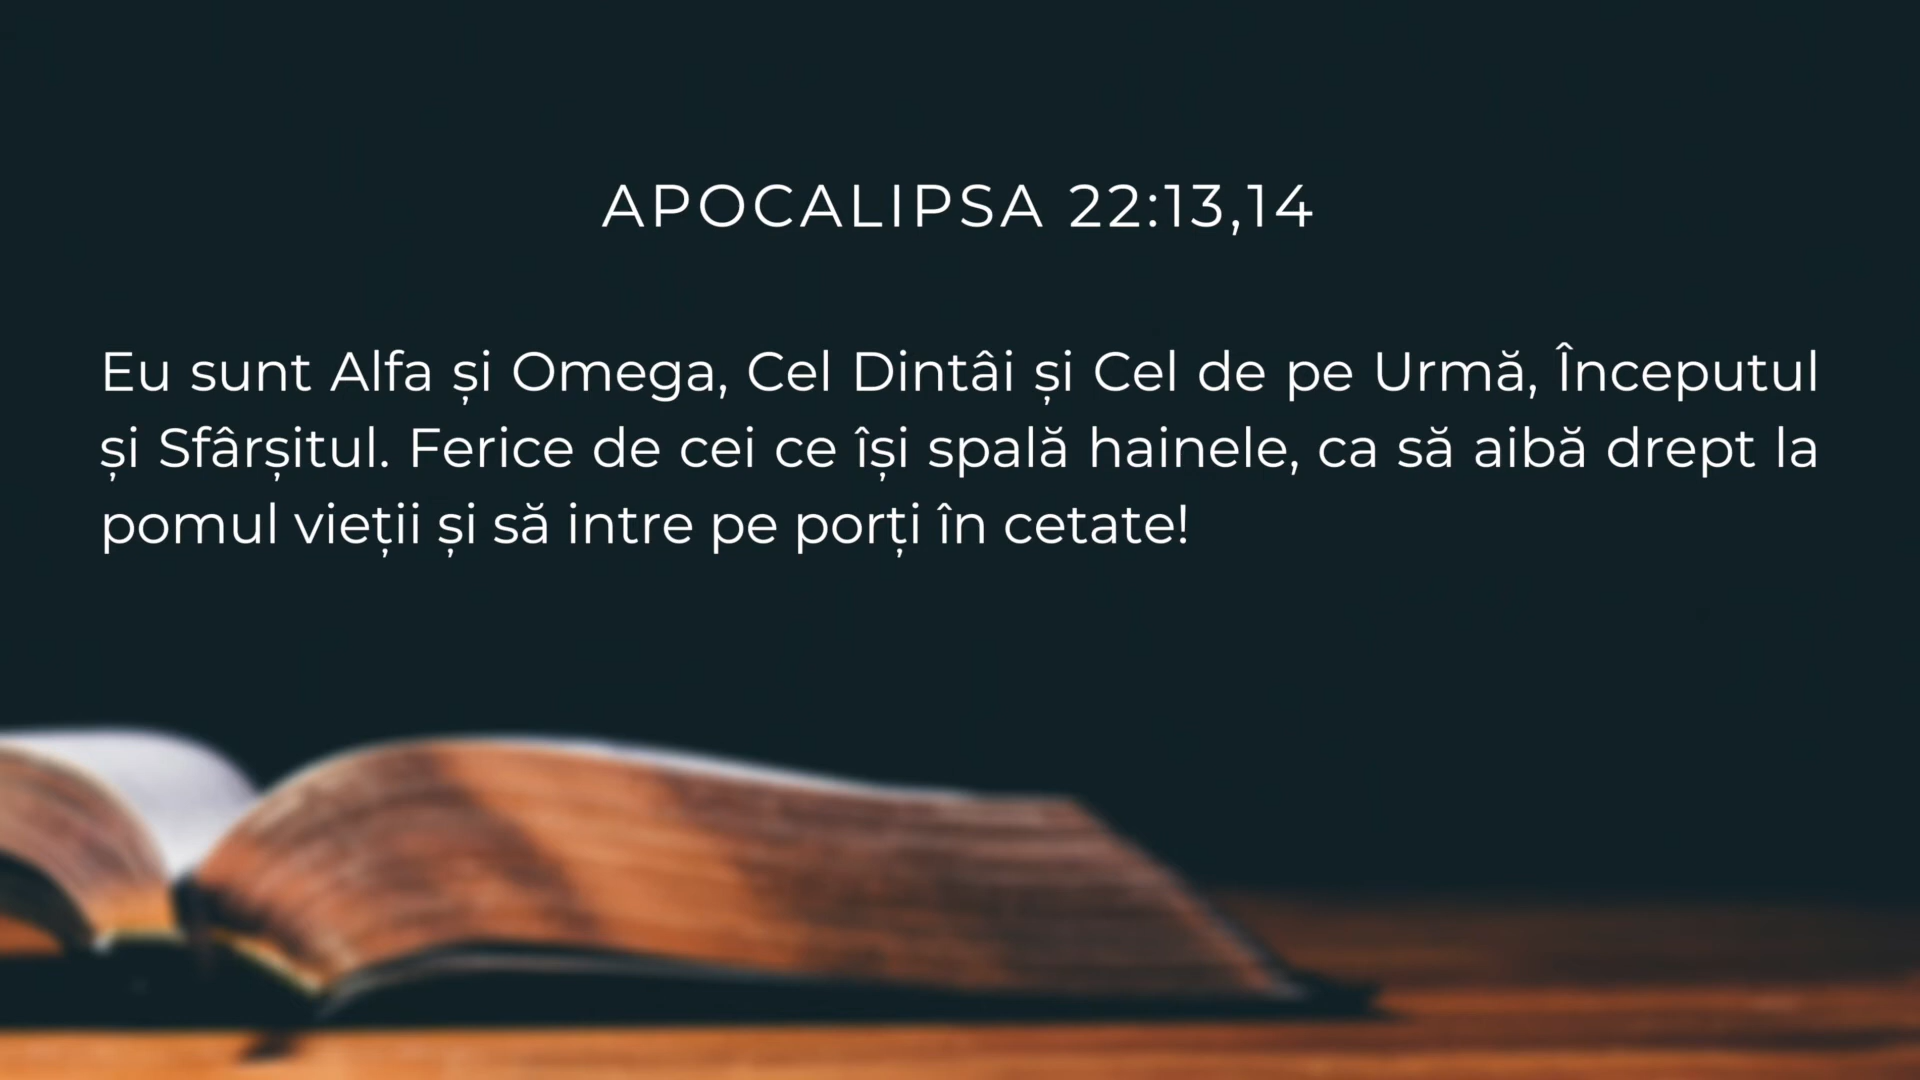 APOCALIPSA 22:13,14
Eu sunt Alfa și Omega, Cel Dintâi și Cel de pe Urmă, Începutul
și Sfârșitul. Ferice de cei ce își spală hainele, ca să aibă drept la
pomul vieții și să intre pe porți în cetate!